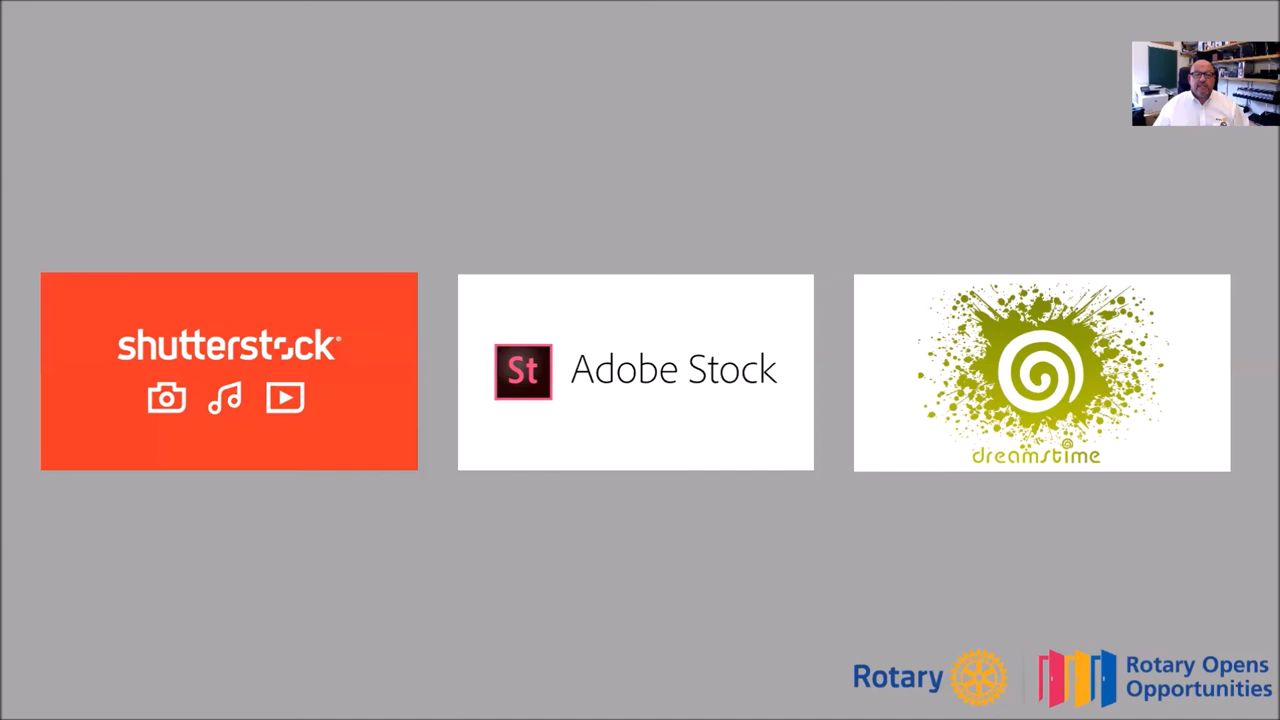 shutterstock®
St Adobe Stock
dreamstime
Rotary
Rotary Opens
Opportunities